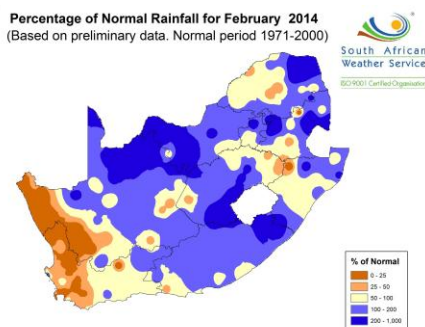 Percentage of Normal Rainfall for February 2014
(Based on preliminary data. Normal period 1971-2000)
South African
Weather Service
ISO 9001 Certified Organisation
% of Normal
0 - 25
25 - 50
50 - 100
100 - 200
200 - 1,000